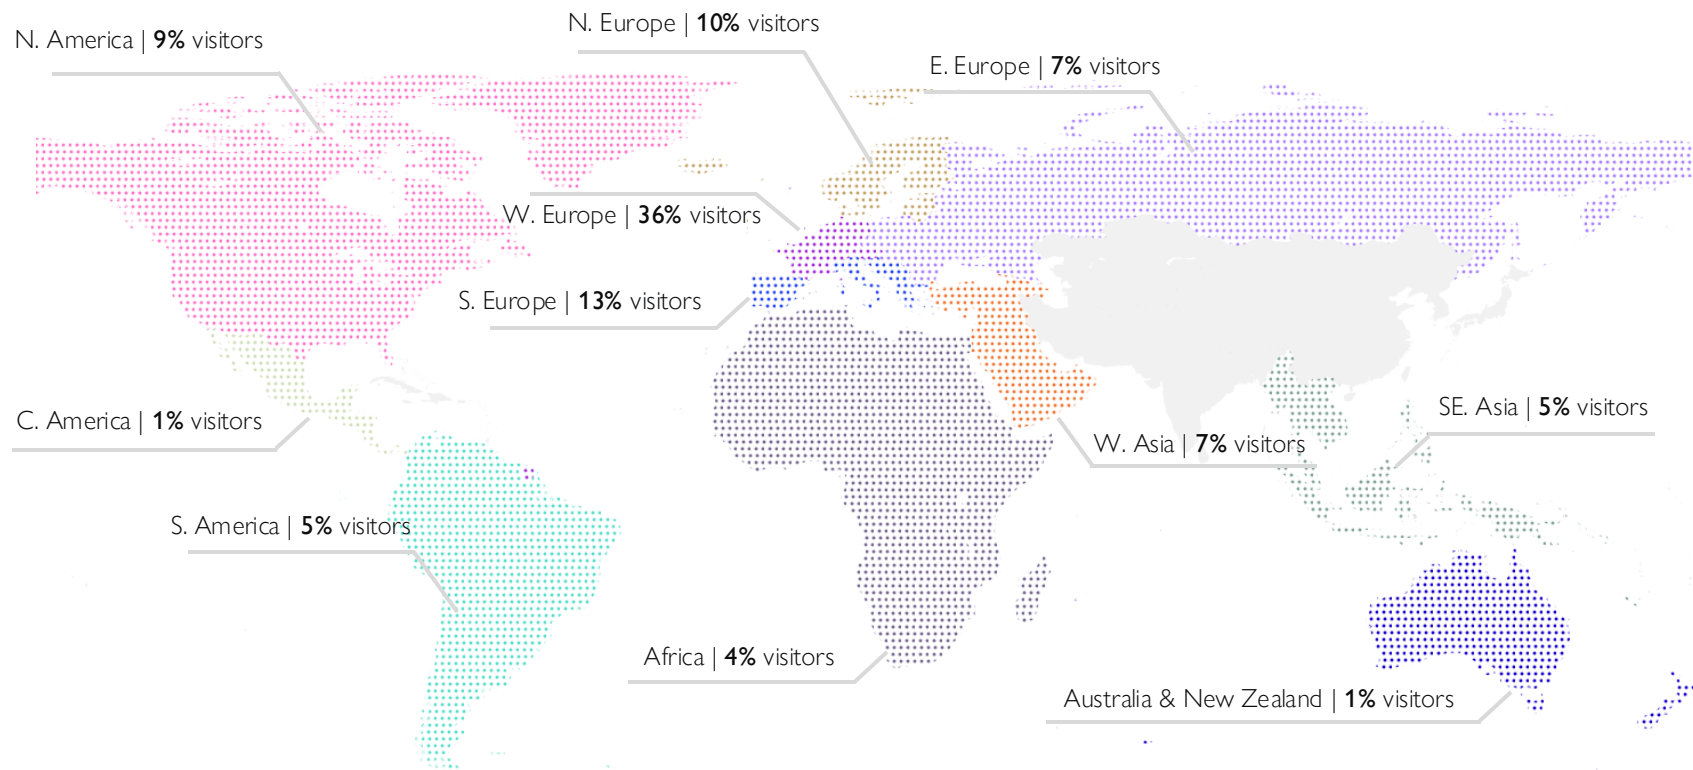 N. Europe | 10% visitors
N. America | 9% visitors
E. Europe | 7% visitors
W. Europe | 36% visitors
S. Europe | 13% visitors
SE. Asia | 5% visitors
C. America | 1% visitors
W. Asia | 7% visitors
S. America | 5% visitors
Africa | 4% visitors
Australia & New Zealand | 1% visitors